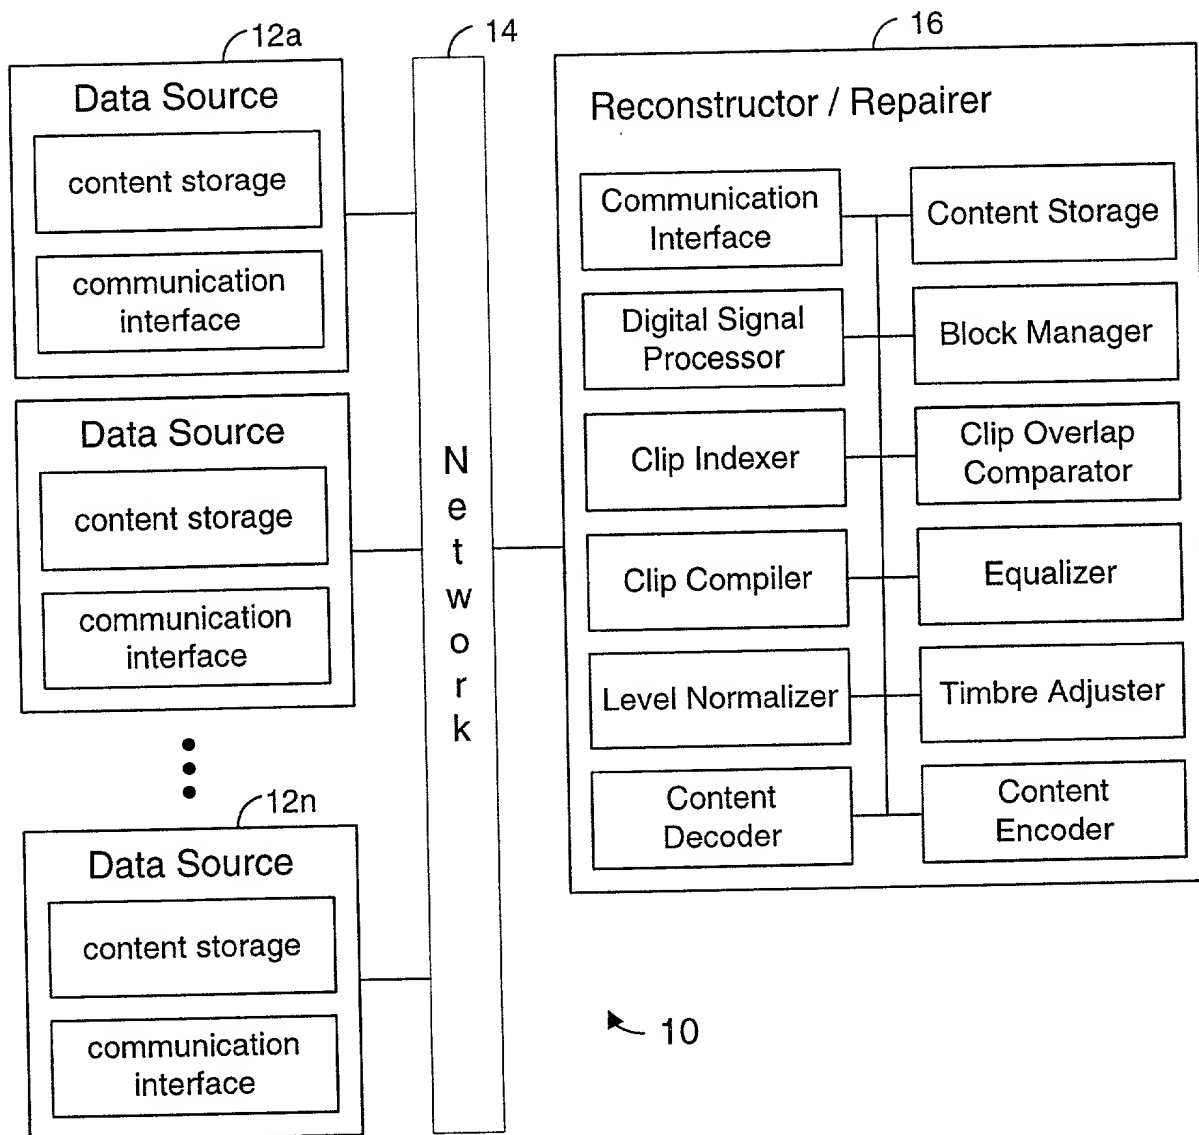 12a
Data Source
content storage
communication
interface
Data Source
content storage
communication
interface
12n
Data Source
content storage
communication
interface
14
Network
16
Reconstructor / Repairer
Communication
Interface
Content Storage
Digital Signal
Processor
Block Manager
Clip Indexer
Clip Overlap
Comparator
Clip Compiler
Equalizer
Level Normalizer
Timbre Adjuster
Content
Decoder
Content
Encoder
10